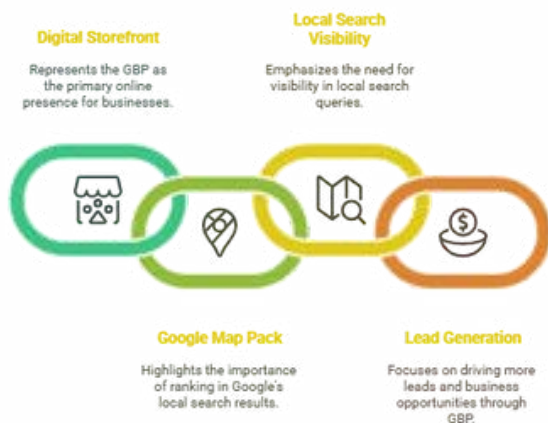 Digital Storefront
Represents the GBP as
the primary online
presence for businesses.
Local Search
Visibility
Emphasizes the need for
visibility in local search
queries.
$
Google Map Pack
Highlights the importance
of ranking in Google's
local search results.
Lead Generation
Focuses on driving more
leads and business
opportunities through
GBP.